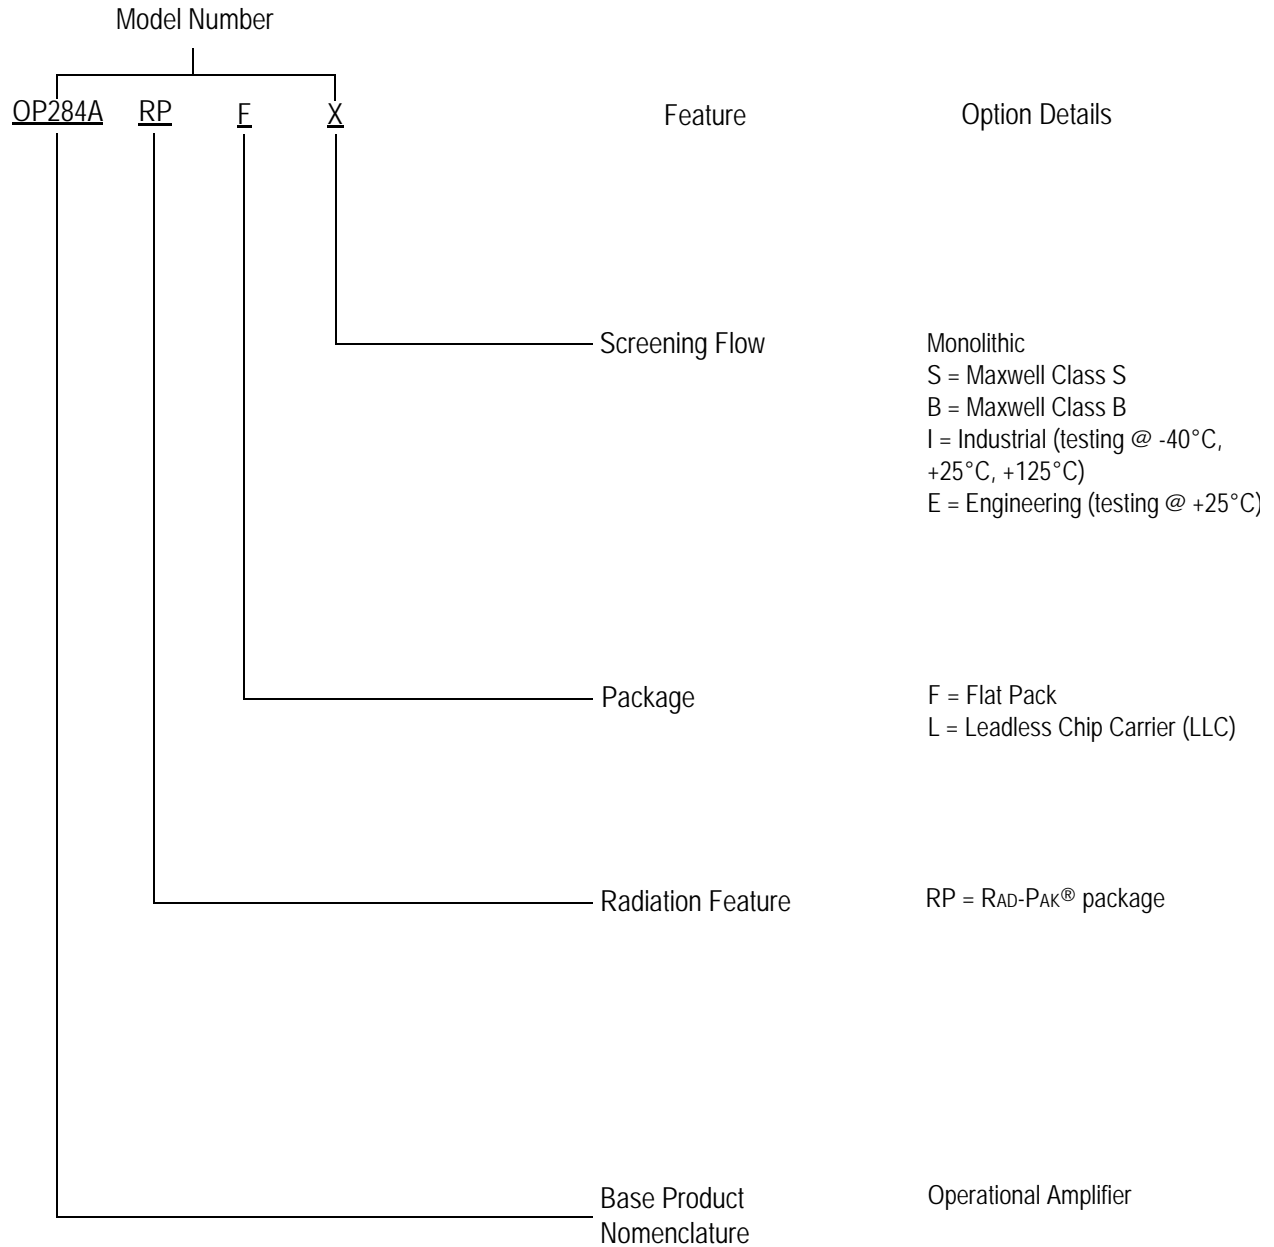 Model Number
OP284A RP F X Feature Option Details
Screening Flow Monolithic
S = Maxwell Class S
B = Maxwell Class B
I = Industrial (testing @ -40°C,
+25°C, +125°C)
E = Engineering (testing @ +25°C)
Package F = Flat Pack
L = Leadless Chip Carrier (LLC)
Radiation Feature RP = RAD-PAK® package
Base Product Operational Amplifier
Nomenclature